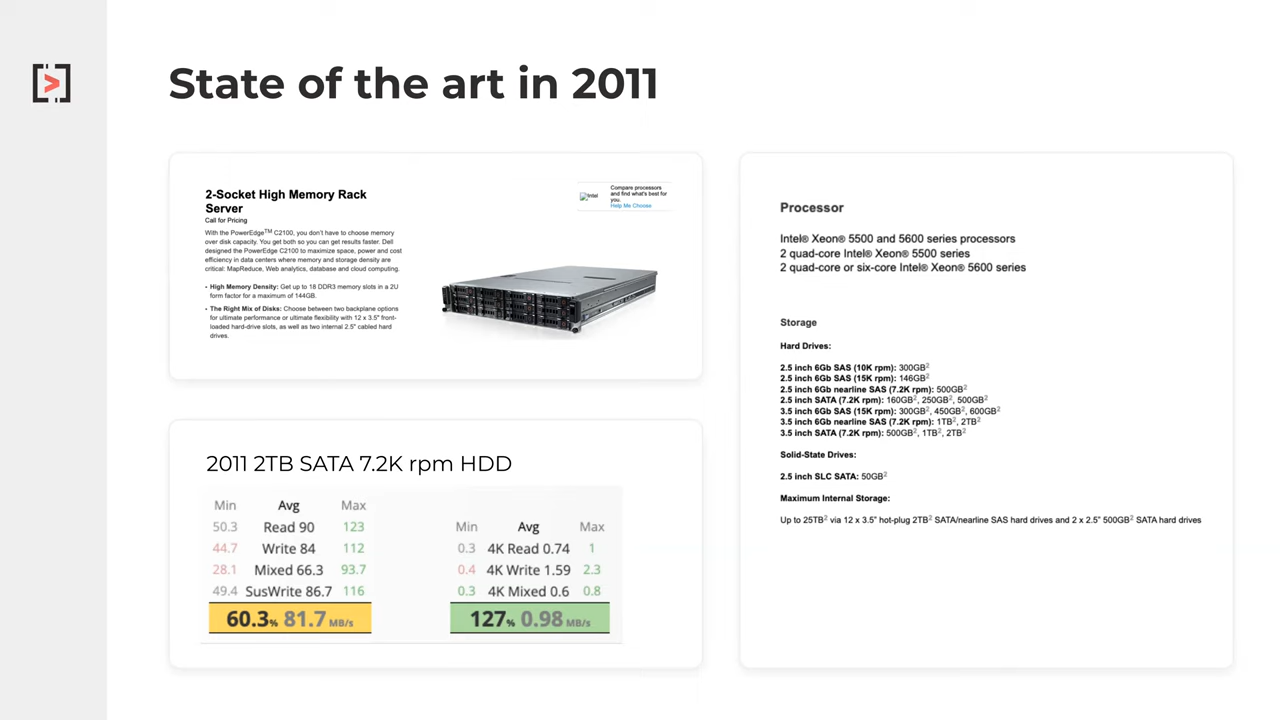 State of the art in 2011
2-Socket High Memory Rack
Server
Call for Pricing
With the PowerEdge™ C2100, you don't have to choose memory
over disk capacity. You get both so you can get results faster. Dell
designed the PowerEdge C2100 to maximize space, power and cost
efficiency in data centers where memory and storage density are
critical: MapReduce, Web analytics, database and cloud computing.
• High Memory Density: Get up to 18 DDR3 memory slots in a 2U
form factor for a maximum of 144GB.
• The Right Mix of Disks: Choose between two backplane options
for ultimate performance or ultimate flexibility with 12 x 3.5" front-
loaded hard-drive slots, as well as two internal 2.5" cabled hard
drives.
Intel
Compare processors
and find what's best for
you.
Help Me Choose
2011 2TB SATA 7.2K rpm HDD
Min Avg Max
50.3 Read 90 123
44.7 Write 84 112
28.1 Mixed 66.3 93.7
49.4 SusWrite 86.7 116
60.3% 81.7 MB/s
Min Avg Max
0.3 4K Read 0.74 1
0.4 4K Write 1.59 2.3
0.3 4K Mixed 0.6 0.8
127% 0.98 MB/s
Processor
Intel® Xeon® 5500 and 5600 series processors
2 quad-core Intel® Xeon® 5500 series
2 quad-core or six-core Intel® Xeon® 5600 series
Storage
Hard Drives:
2.5 inch 6Gb SAS (10K rpm): 300GB²
2.5 inch 6Gb SAS (15K rpm): 146GB²
2.5 inch 6Gb nearline SAS (7.2K rpm): 500GB²
2.5 inch SATA (7.2K rpm): 160GB², 250GB², 500GB²
3.5 inch 6Gb SAS (15K rpm): 300GB², 450GB², 600GB²
3.5 inch 6Gb nearline SAS (7.2K rpm): 1TB², 2TB²
3.5 inch SATA (7.2K rpm): 500GB², 1TB², 2TB²
Solid-State Drives:
2.5 inch SLC SATA: 50GB²
Maximum Internal Storage:
Up to 25TB² via 12 x 3.5" hot-plug 2TB² SATA/nearline SAS hard drives and 2 x 2.5" 500GB² SATA hard drives